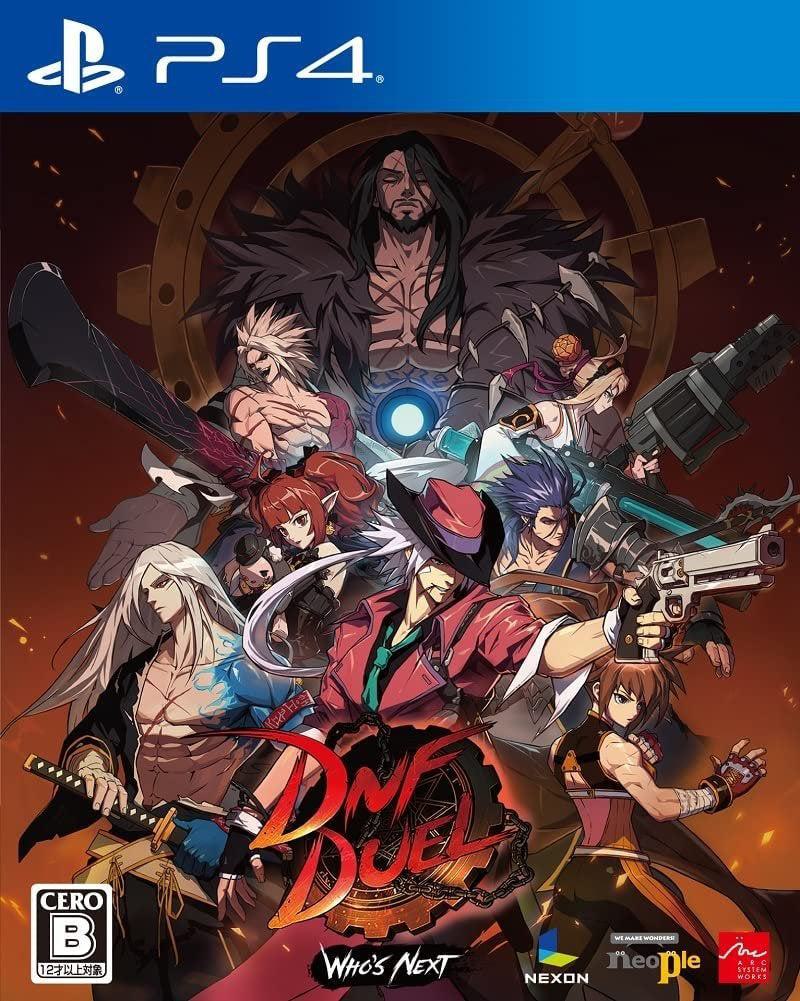 PS4
DNF
DUEL
WHO'S NEXT
CERO
B
12才以上対象
NEXON
WE MAKE WONDERS!
neople
ARC
SYSTEM
WORKS